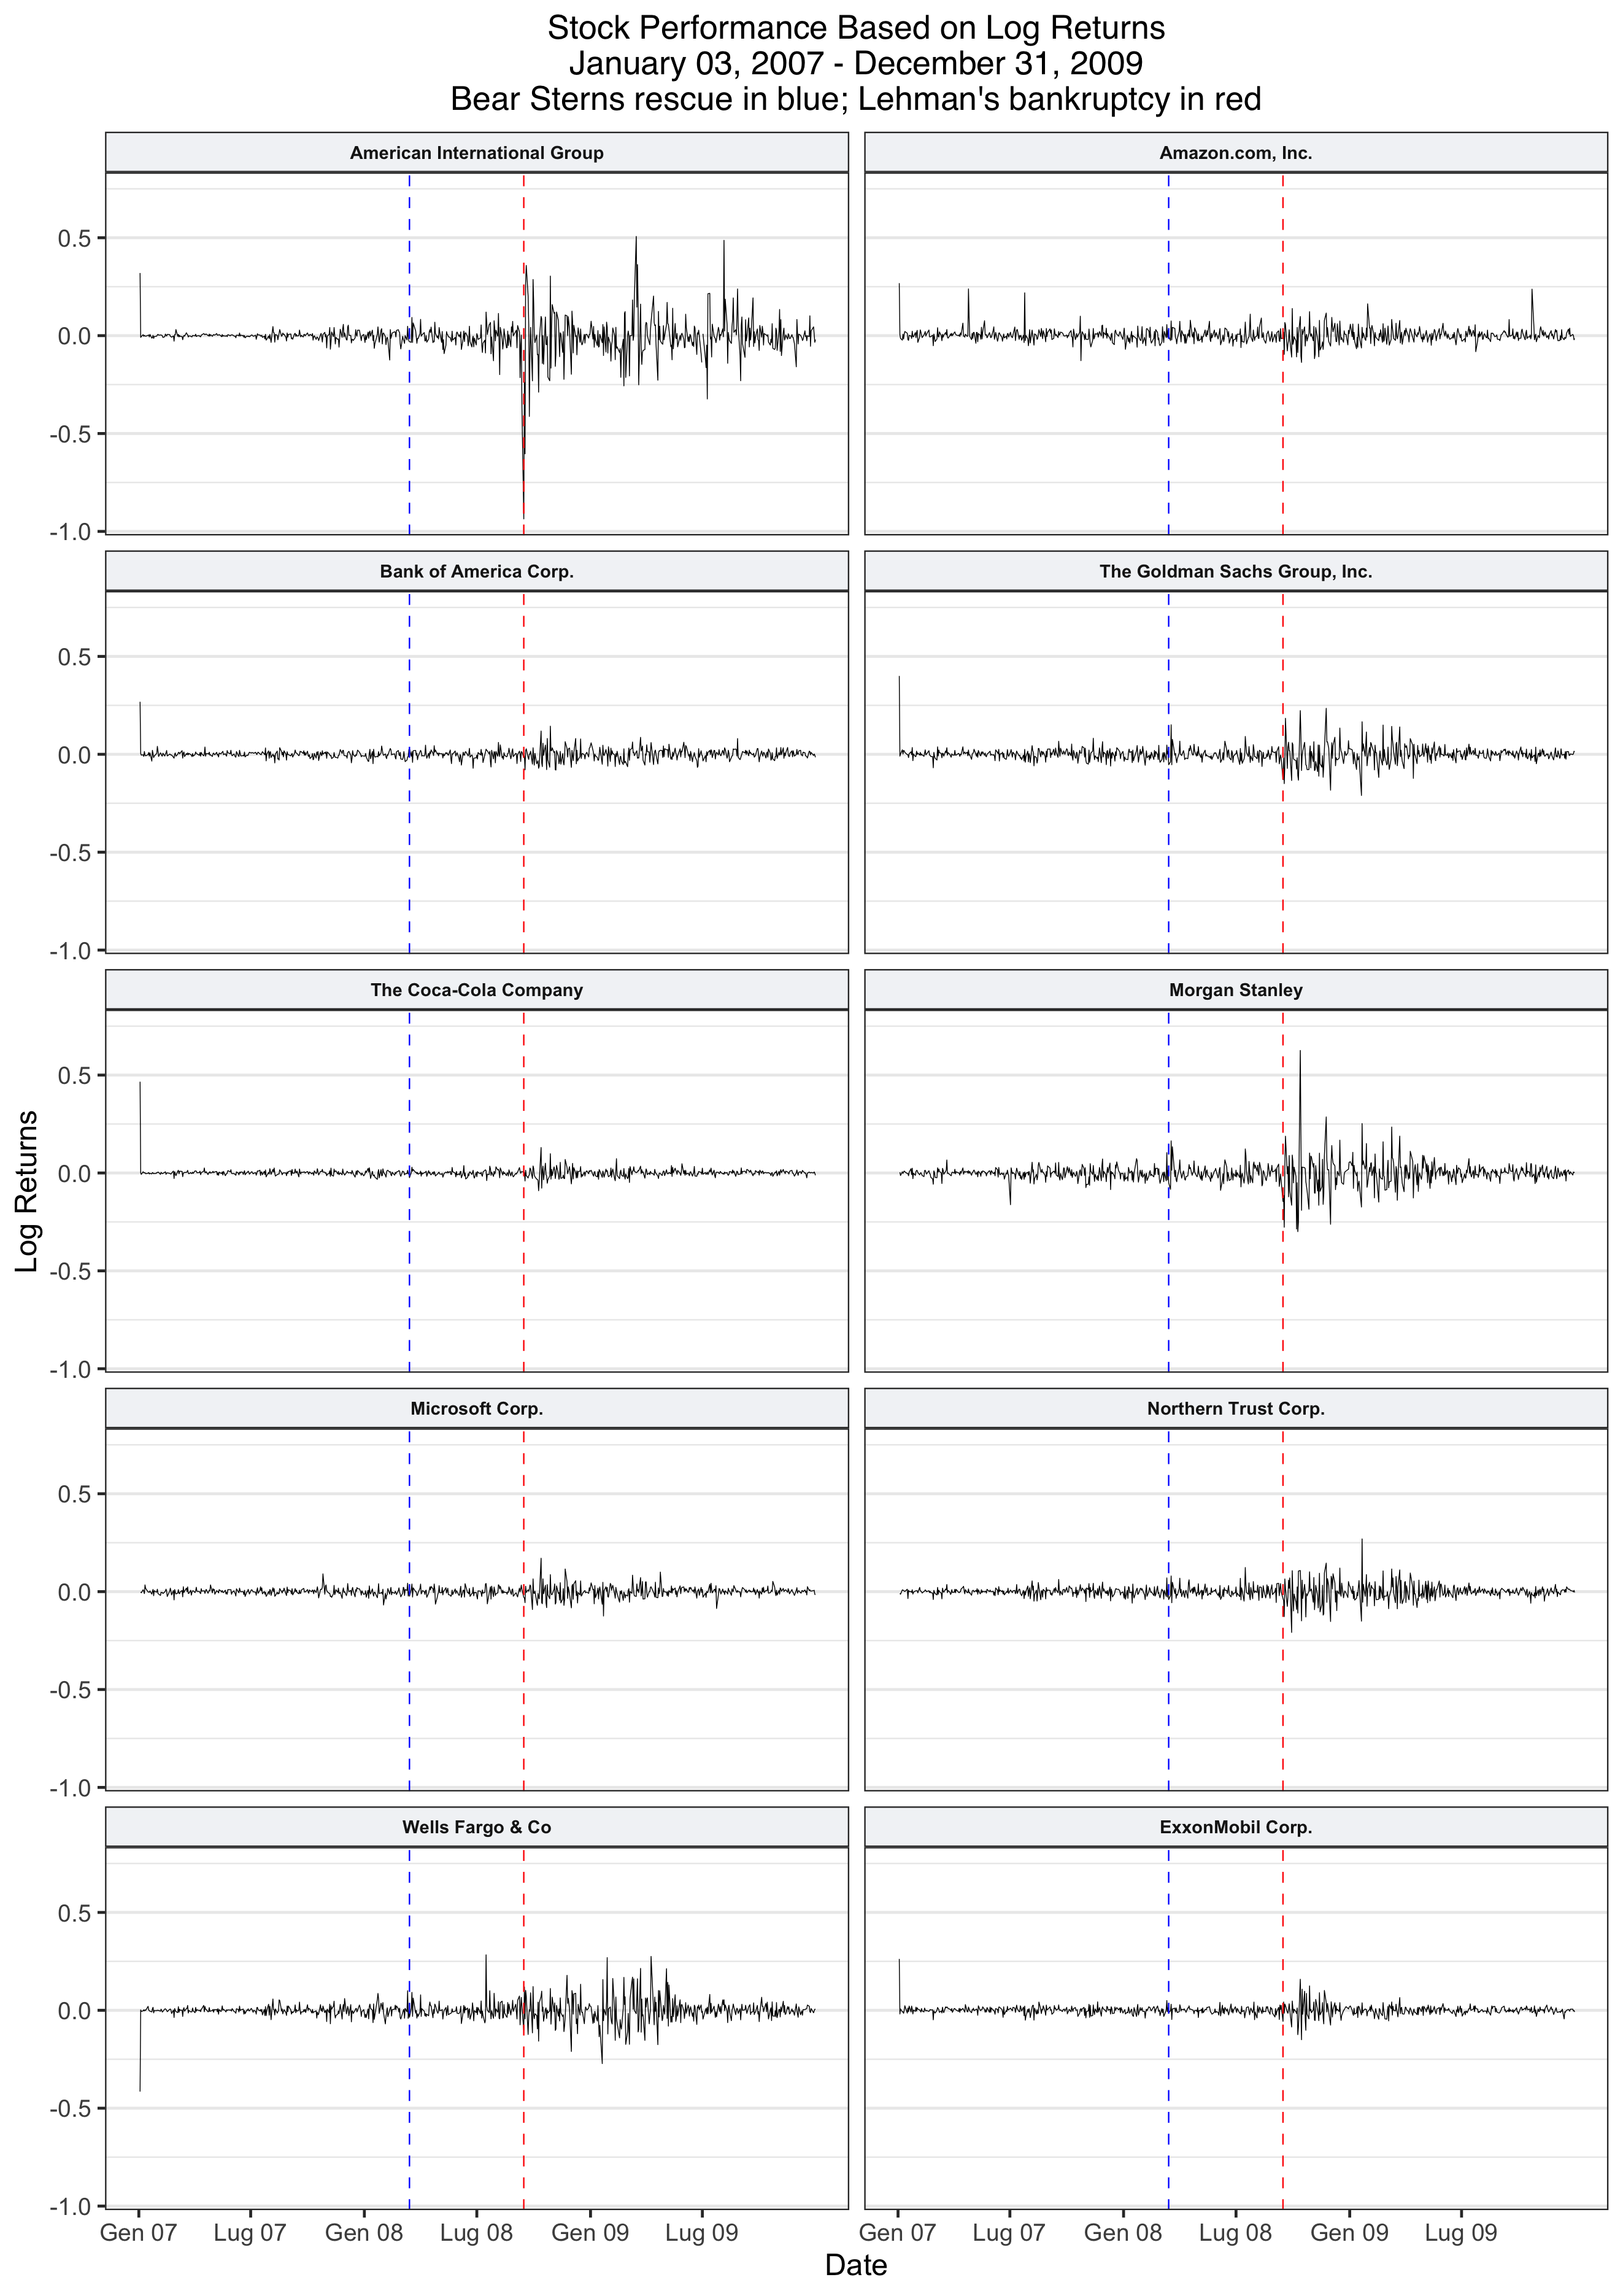 Stock Performance Based on Log Returns
January 03, 2007 - December 31, 2009
Bear Sterns rescue in blue; Lehman's bankruptcy in red
American International Group
Amazon.com, Inc.
0.5
0.0
-0.5
-1.0
Bank of America Corp.
The Goldman Sachs Group, Inc.
0.5
0.0
-0.5
-1.0
The Coca-Cola Company
Morgan Stanley
0.5
0.0
-0.5
-1.0
Log Returns
Microsoft Corp.
Northern Trust Corp.
0.5
0.0
-0.5
-1.0
Wells Fargo & Co
ExxonMobil Corp.
0.5
0.0
-0.5
-1.0
Gen 07 Lug 07 Gen 08 Lug 08 Gen 09 Lug 09
Gen 07 Lug 07 Gen 08 Lug 08 Gen 09 Lug 09
Date